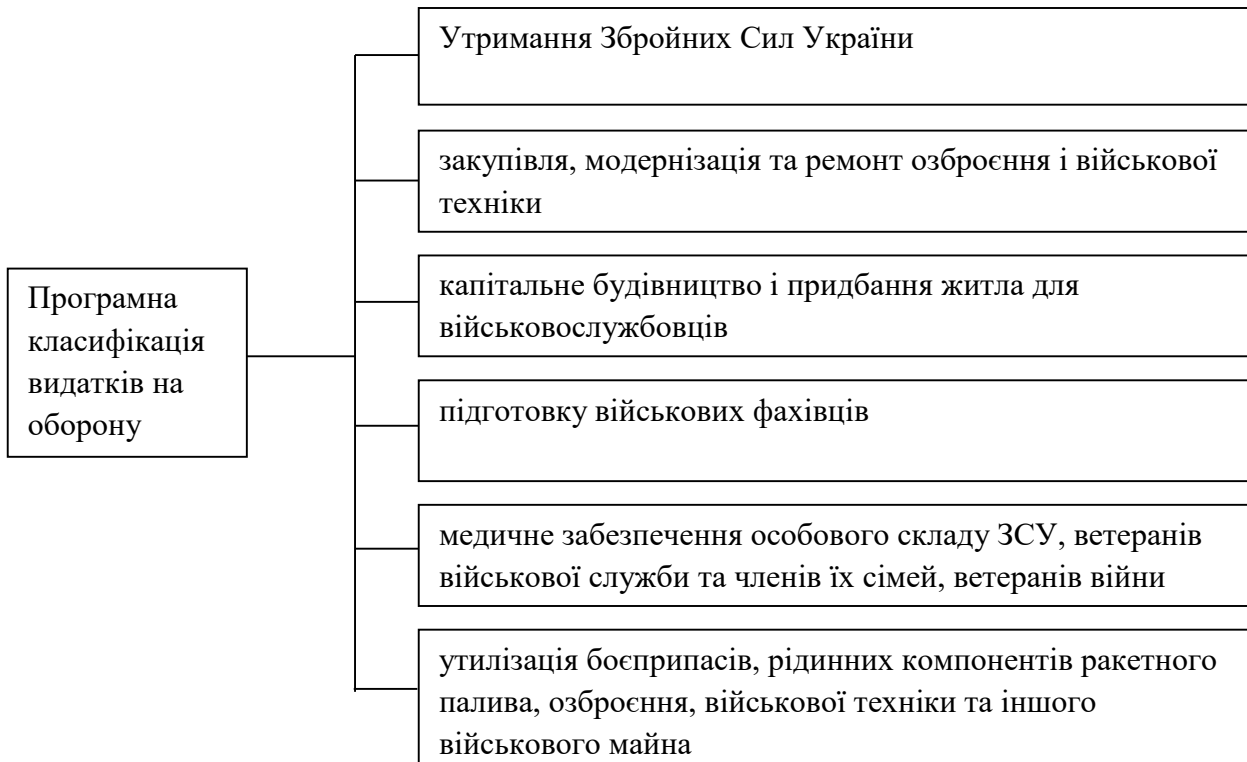 Утримання Збройних Сил України
закупівля, модернізація та ремонт озброєння і військової
техніки
Програмна
класифікація
видатків на
оборону
капітальне будівництво і придбання житла для
військовослужбовців
підготовку військових фахівців
медичне забезпечення особового складу ЗСУ, ветеранів
військової служби та членів їх сімей, ветеранів війни
утилізація боєприпасів, рідинних компонентів ракетного
палива, озброєння, військової техніки та іншого
військового майна